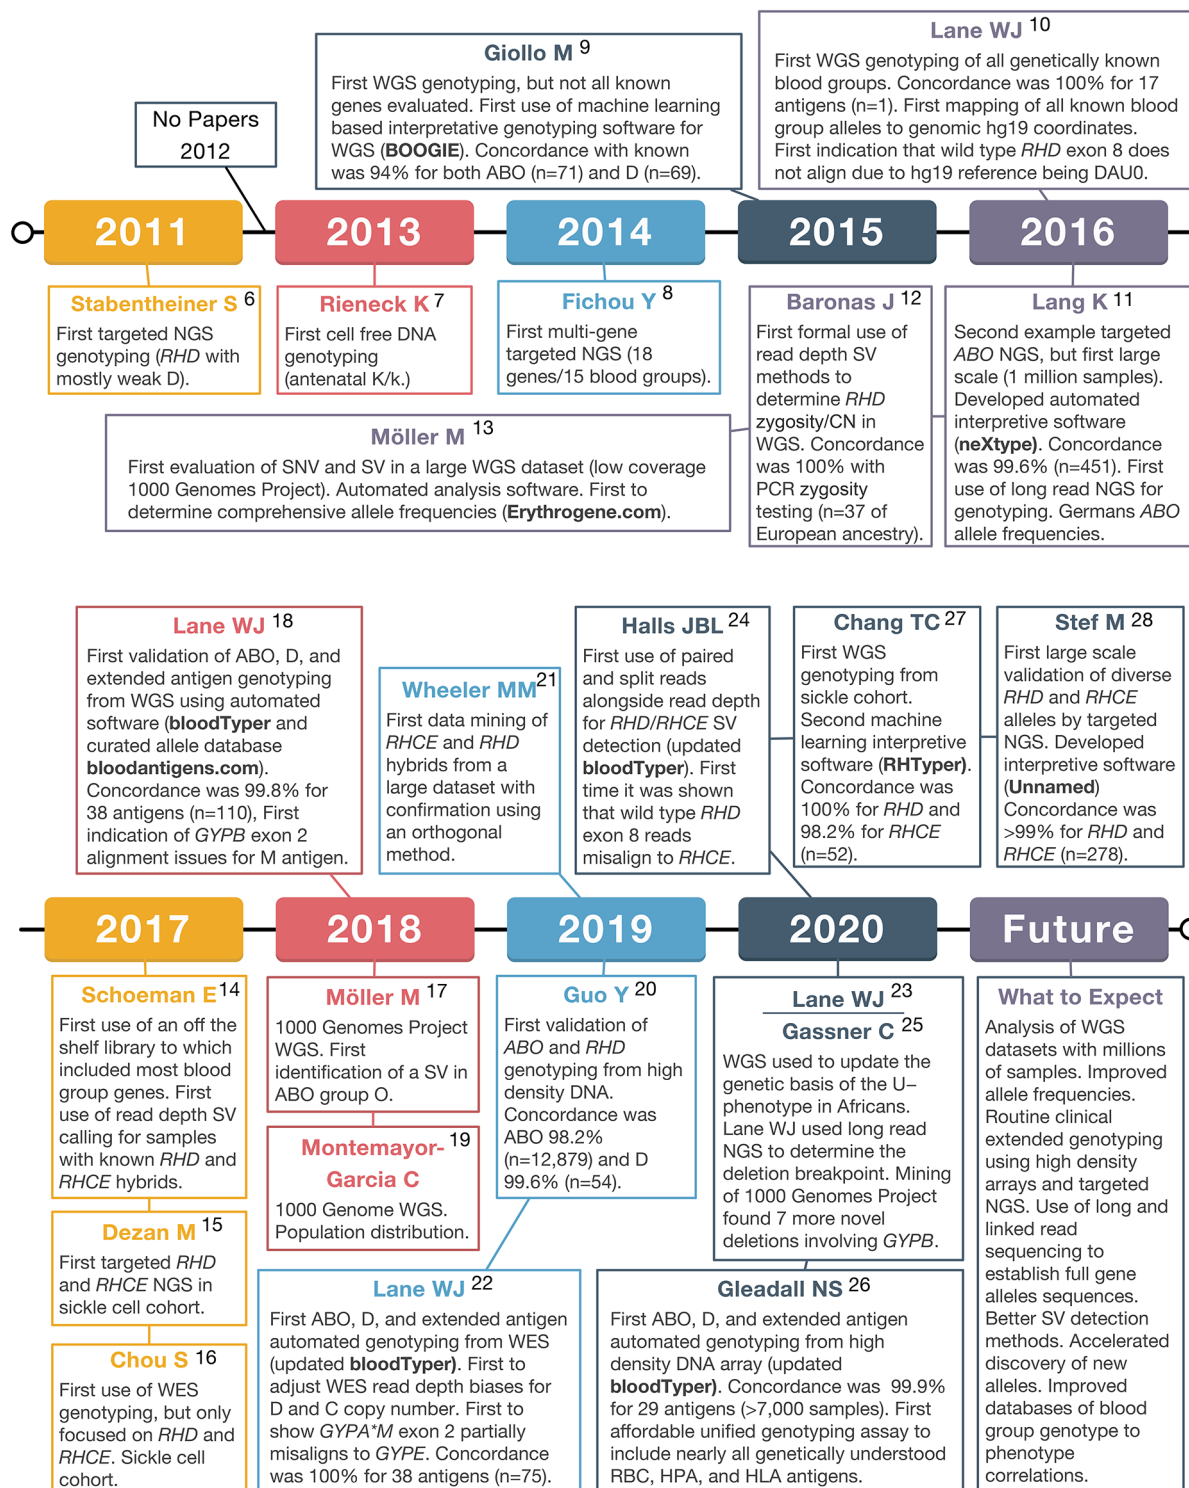 Giollo M 9
First WGS genotyping, but not all known
genes evaluated. First use of machine learning
based interpretative genotyping software for
WGS (BOOGIE). Concordance with known
was 94% for both ABO (n=71) and D (n=69).
Lane WJ 10
First WGS genotyping of all genetically known
blood groups. Concordance was 100% for 17
antigens (n=1). First mapping of all known blood
group alleles to genomic hg19 coordinates.
First indication that wild type RHD exon 8 does
not align due to hg19 reference being DAU0.
No Papers
2012
2011
2013
2014
2015
2016
Stabentheiner S 6
First targeted NGS
genotyping (RHD with
mostly weak D).
Rieneck K 7
First cell free DNA
genotyping
(antenatal K/k.)
Fichou Y 8
First multi-gene
targeted NGS (18
genes/15 blood groups).
Baronas J 12
First formal use of
read depth SV
methods to
determine RHD
zygosity/CN in
WGS. Concordance
was 100% with
PCR zygosity
testing (n=37 of
European ancestry).
Lang K 11
Second example targeted
ABO NGS, but first large
scale (1 million samples).
Developed automated
interpretive software
(neXtype). Concordance
was 99.6% (n=451). First
use of long read NGS for
genotyping. Germans ABO
allele frequencies.
Möller M 13
First evaluation of SNV and SV in a large WGS dataset (low coverage
1000 Genomes Project). Automated analysis software. First to
determine comprehensive allele frequencies (Erythrogene.com).
Lane WJ 18
First validation of ABO, D, and
extended antigen genotyping
from WGS using automated
software (bloodTyper and
curated allele database
bloodantigens.com).
Concordance was 99.8% for
38 antigens (n=110), First
indication of GYPB exon 2
alignment issues for M antigen.
Wheeler MM 21
First data mining of
RHCE and RHD
hybrids from a
large dataset with
confirmation using
an orthogonal
method.
Halls JBL 24
First use of paired
and split reads
alongside read depth
for RHD/RHCE SV
detection (updated
bloodTyper). First
time it was shown
that wild type RHD
exon 8 reads
misalign to RHCE.
Chang TC 27
First WGS
genotyping from
sickle cohort.
Second machine
learning interpretive
software (RHTyper).
Concordance was
100% for RHD and
98.2% for RHCE
(n=52).
Stef M 28
First large scale
validation of diverse
RHD and RHCE
alleles by targeted
NGS. Developed
interpretive software
(Unnamed)
Concordance was
>99% for RHD and
RHCE (n=278).
2017
2018
2019
2020
Future
Schoeman E 14
First use of an off the
shelf library to which
included most blood
group genes. First
use of read depth SV
calling for samples
with known RHD and
RHCE hybrids.
Dezan M 15
First targeted RHD
and RHCE NGS in
sickle cell cohort.
Chou S 16
First use of WES
genotyping, but only
focused on RHD and
RHCE. Sickle cell
cohort.
Möller M 17
1000 Genomes Project
WGS. First
identification of a SV in
ABO group O.
Montemayor- 19
Garcia C
1000 Genome WGS.
Population distribution.
Guo Y 20
First validation of
ABO and RHD
genotyping from high
density DNA.
Concordance was
ABO 98.2%
(n=12,879) and D
99.6% (n=54).
Lane WJ 22
First ABO, D, and extended antigen
automated genotyping from WES
(updated bloodTyper). First to
adjust WES read depth biases for
D and C copy number. First to
show GYPA*M exon 2 partially
misaligns to GYPE. Concordance
was 100% for 38 antigens (n=75).
Lane WJ 23
Gassner C 25
WGS used to update the
genetic basis of the U–
phenotype in Africans.
Lane WJ used long read
NGS to determine the
deletion breakpoint. Mining
of 1000 Genomes Project
found 7 more novel
deletions involving GYPB.
Gleadall NS 26
First ABO, D, and extended antigen
automated genotyping from high
density DNA array (updated
bloodTyper). Concordance was 99.9%
for 29 antigens (>7,000 samples). First
affordable unified genotyping assay to
include nearly all genetically understood
RBC, HPA, and HLA antigens.
What to Expect
Analysis of WGS
datasets with millions
of samples. Improved
allele frequencies.
Routine clinical
extended genotyping
using high density
arrays and targeted
NGS. Use of long and
linked read
sequencing to
establish full gene
alleles sequences.
Better SV detection
methods. Accelerated
discovery of new
alleles. Improved
databases of blood
group genotype to
phenotype
correlations.